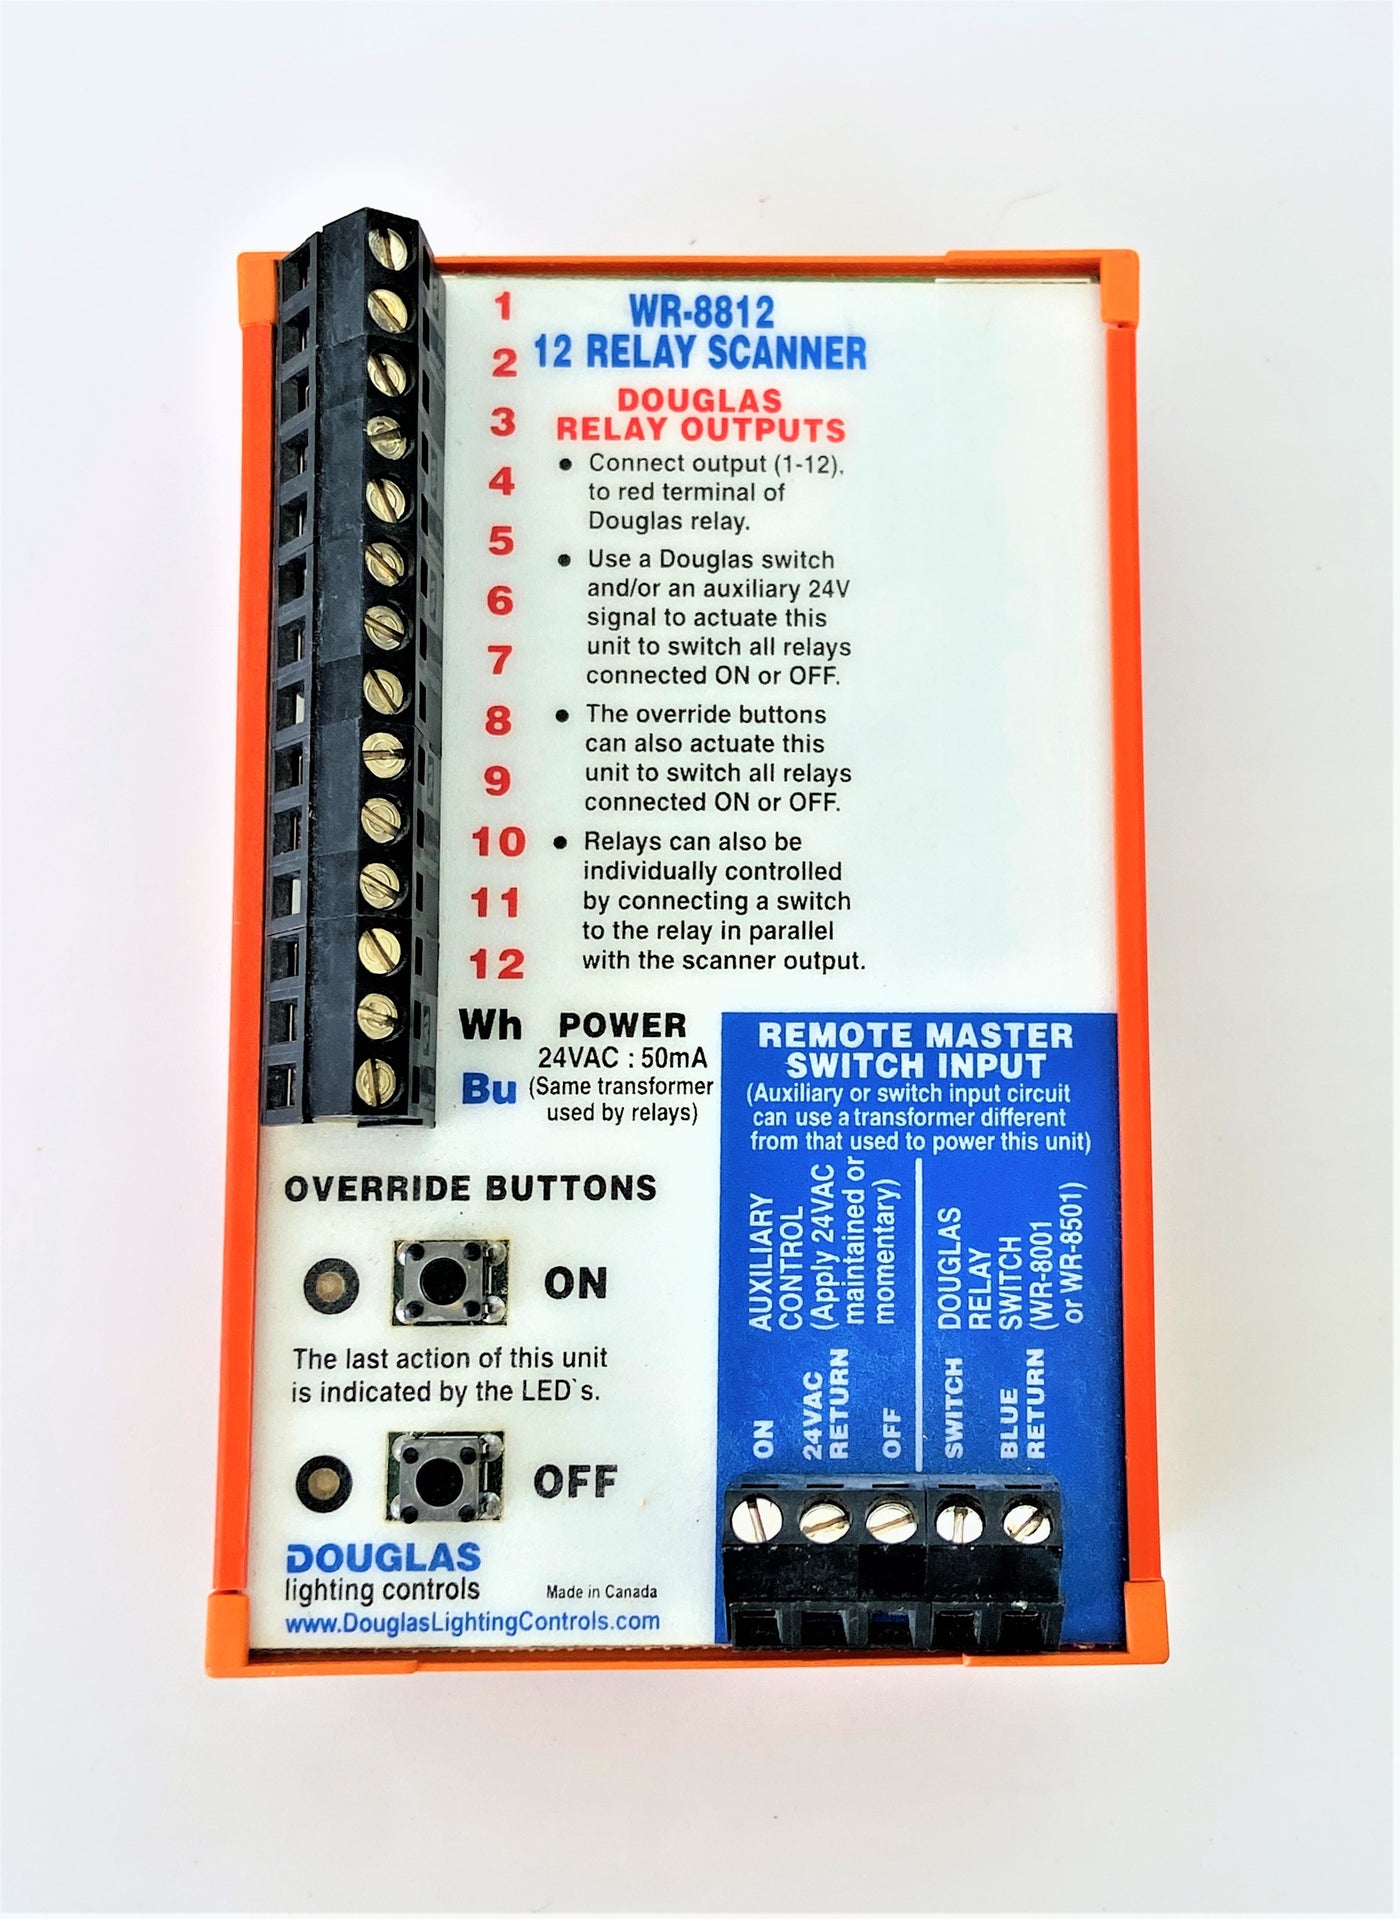 1
2
3
4
5
6
7
8
9
10
11
12
Wh
Bu
WR-8812
12 RELAY SCANNER
DOUGLAS
RELAY OUTPUTS
• Connect output (1-12),
to red terminal of
Douglas relay.
• Use a Douglas switch
and/or an auxiliary 24V
signal to actuate this
unit to switch all relays
connected ON or OFF.
• The override buttons
can also actuate this
unit to switch all relays
connected ON or OFF.
• Relays can also be
individually controlled
by connecting a switch
to the relay in parallel
with the scanner output.
POWER
24VAC : 50mA
(Same transformer
used by relays)
REMOTE MASTER
SWITCH INPUT
(Auxiliary or switch input circuit
can use a transformer different
from that used to power this unit)
AUXILIARY
CONTROL
(Apply 24VAC
maintained or
momentary)
DOUGLAS
RELAY
SWITCH
(WR-8001
or WR-8501)
ON
24VAC
RETURN
OFF
SWITCH
BLUE
RETURN
OVERRIDE BUTTONS
ON
The last action of this unit
is indicated by the LED`s.
OFF
DOUGLAS
lighting controls
Made in Canada
www.DouglasLightingControls.com